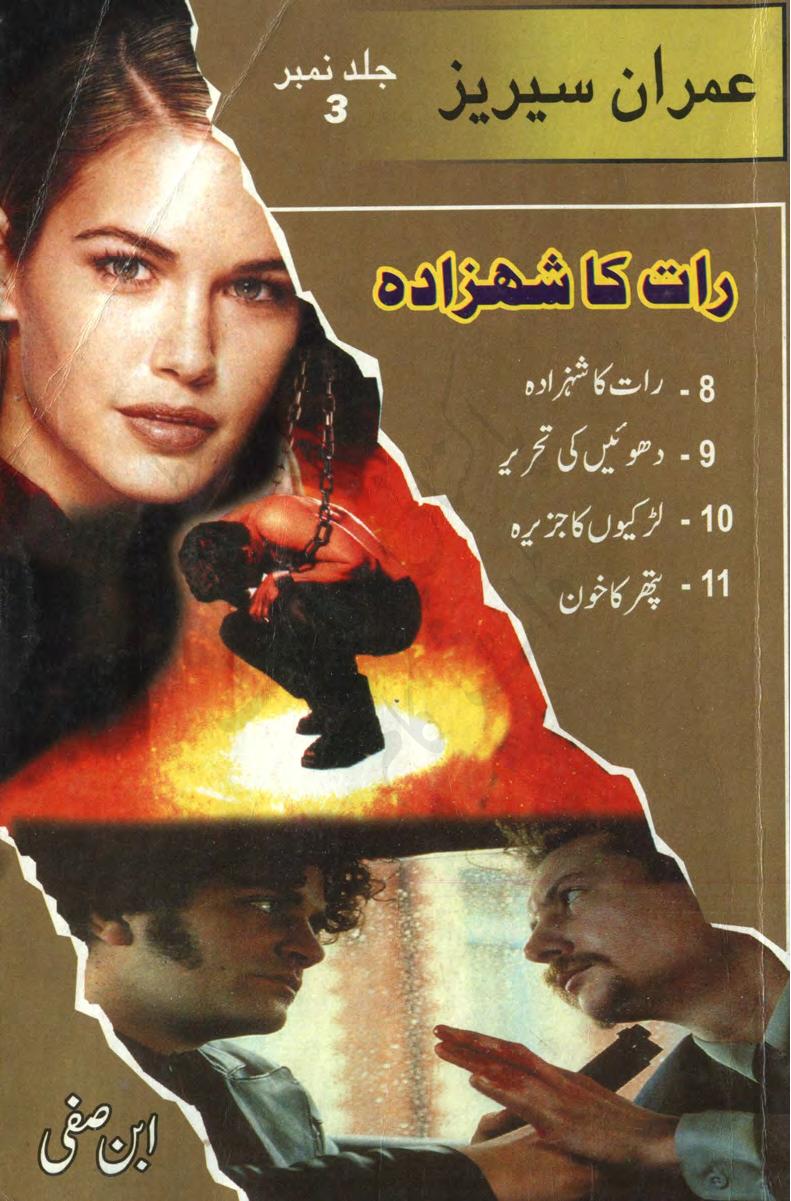 عمران سیریز
جلد نمبر
3
رات کا شہزادہ
8 - رات کا شہزادہ
9 - دھوئیں کی تحریر
10 - لڑکیوں کا جزیرہ
11 - پتھر کا خون
ابن صفی